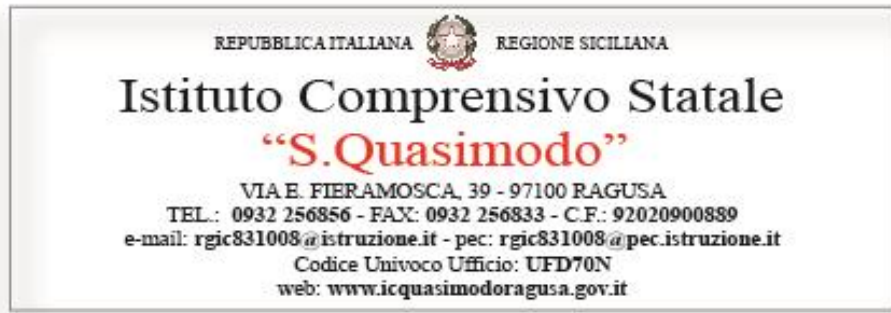 REPUBBLICA ITALIANA REGIONE SICILIANA
Istituto Comprensivo Statale
“S.Quasimodo”
VIA E. FIERAMOSCA, 39 - 97100 RAGUSA
TEL.: 0932 256856 - FAX: 0932 256833 - C.F.: 92020900889
e-mail: rgic831008@istruzione.it - pec: rgic831008@pec.istruzione.it
Codice Univoco Ufficio: UFD70N
web: www.icquasimodoragusa.gov.it